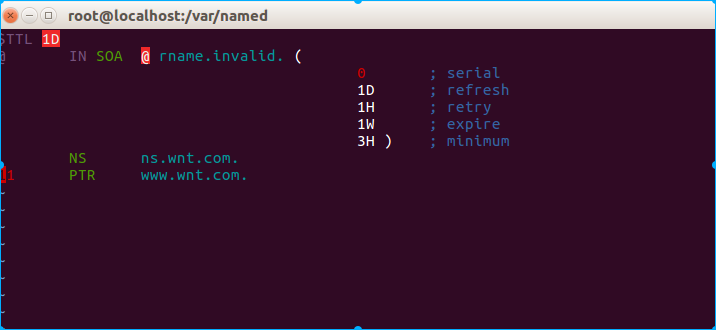 root@localhost:/var/named
$TTL 1D
@ IN SOA @ rname.invalid. (
0 ; serial
1D ; refresh
1H ; retry
1W ; expire
3H ) ; minimum
NS ns.wnt.com.
1 PTR www.wnt.com.
~
~
~
~
~
~
~
~